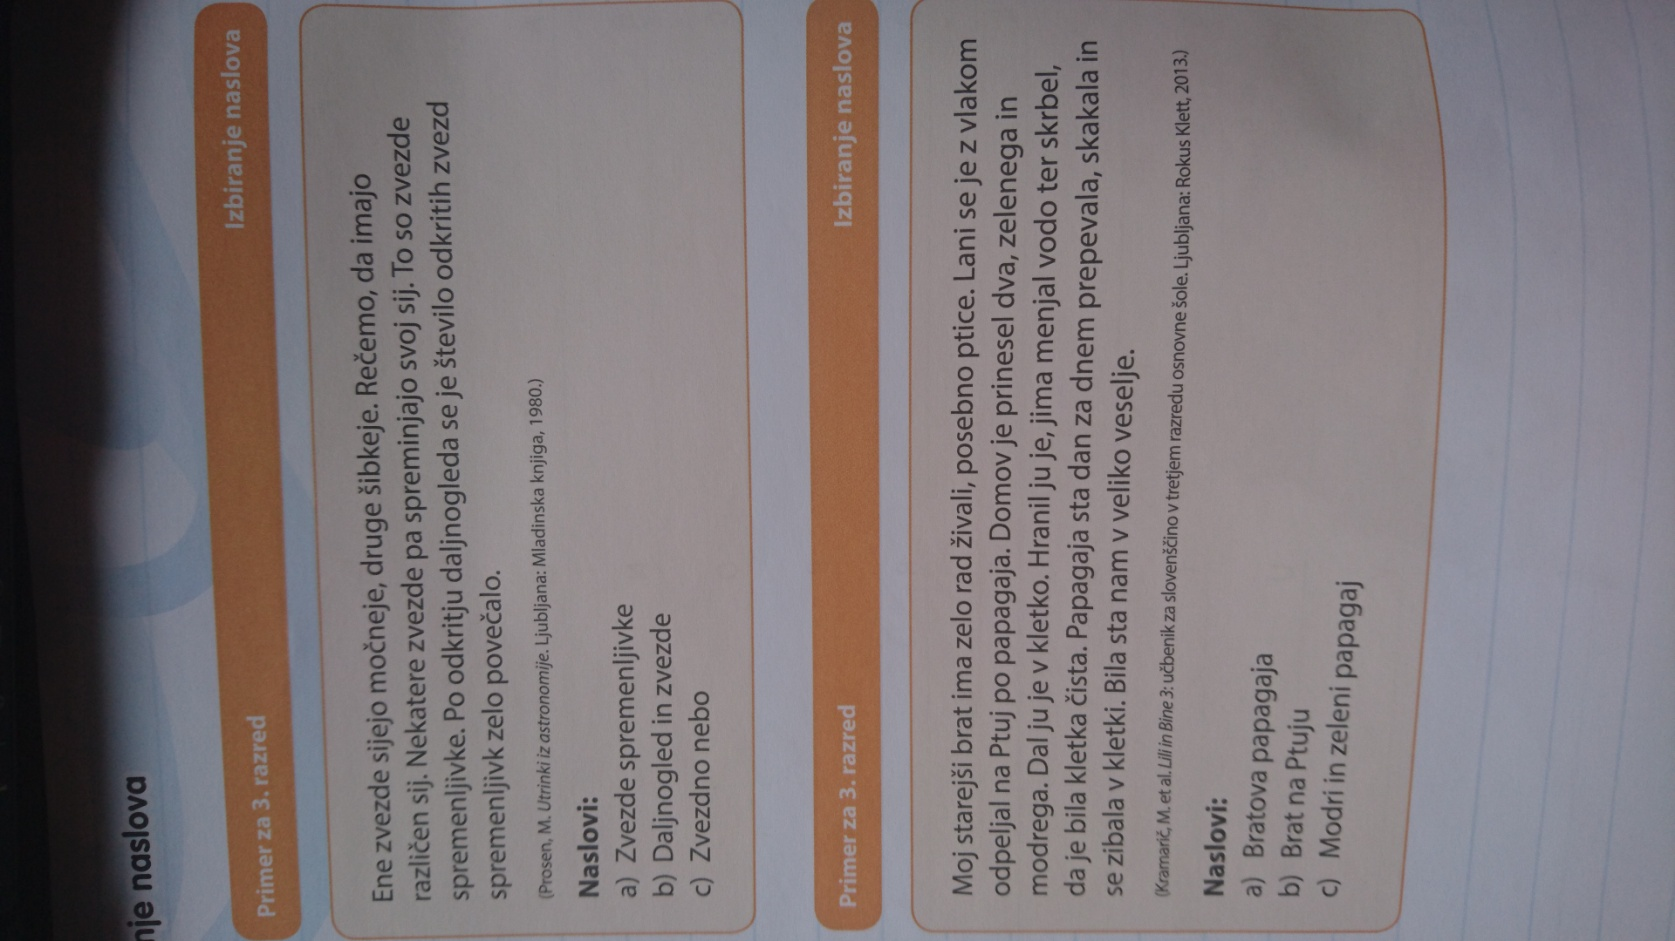 nje naslova
Primer za 3. razred
Izbiranje naslova
Ene zvezde sijejo močneje, druge šibkeje. Rečemo, da imajo
različen sij. Nekatere zvezde pa spreminjajo svoj sij. To so zvezde
spremenljivke. Po odkritju daljnogleda se je število odkritih zvezd
spremenljivk zelo povečalo.
(Prosen, M. Utrinki iz astronomije. Ljubljana: Mladinska knjiga, 1980.)
Naslovi:
a) Zvezde spremenljivke
b) Daljnogled in zvezde
c) Zvezdno nebo
Primer za 3. razred
Izbiranje naslova
Moj starejši brat ima zelo rad živali, posebno ptice. Lani se je z vlakom
odpeljal na Ptuj po papagaja. Domov je prinesel dva, zelenega in
modrega. Dal ju je v kletko. Hranil ju je, jima menjal vodo ter skrbel,
da je bila kletka čista. Papagaja sta dan za dnem prepevala, skakala in
se zibala v kletki. Bila sta nam v veliko veselje.
(Kramarič, M. et al. Lili in Bine 3: učbenik za slovenščino v tretjem razredu osnovne šole. Ljubljana: Rokus Klett, 2013.)
Naslovi:
a) Bratova papagaja
b) Brat na Ptuju
c) Modri in zeleni papagaj